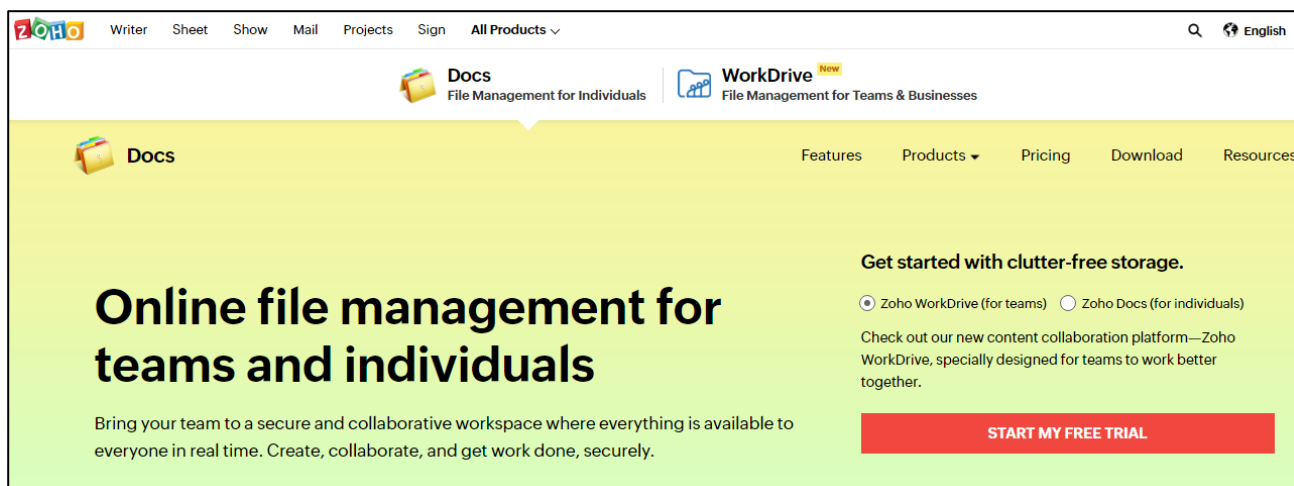 ZOHO Writer Sheet Show Mail Projects Sign All Products English
Docs
File Management for Individuals
WorkDrive New
File Management for Teams & Businesses
Docs
Features Products Pricing Download Resources
Online file management for
teams and individuals
Bring your team to a secure and collaborative workspace where everything is available to
everyone in real time. Create, collaborate, and get work done, securely.
Get started with clutter-free storage.
Zoho WorkDrive (for teams) Zoho Docs (for individuals)
Check out our new content collaboration platform—Zoho
WorkDrive, specially designed for teams to work better
together.
START MY FREE TRIAL